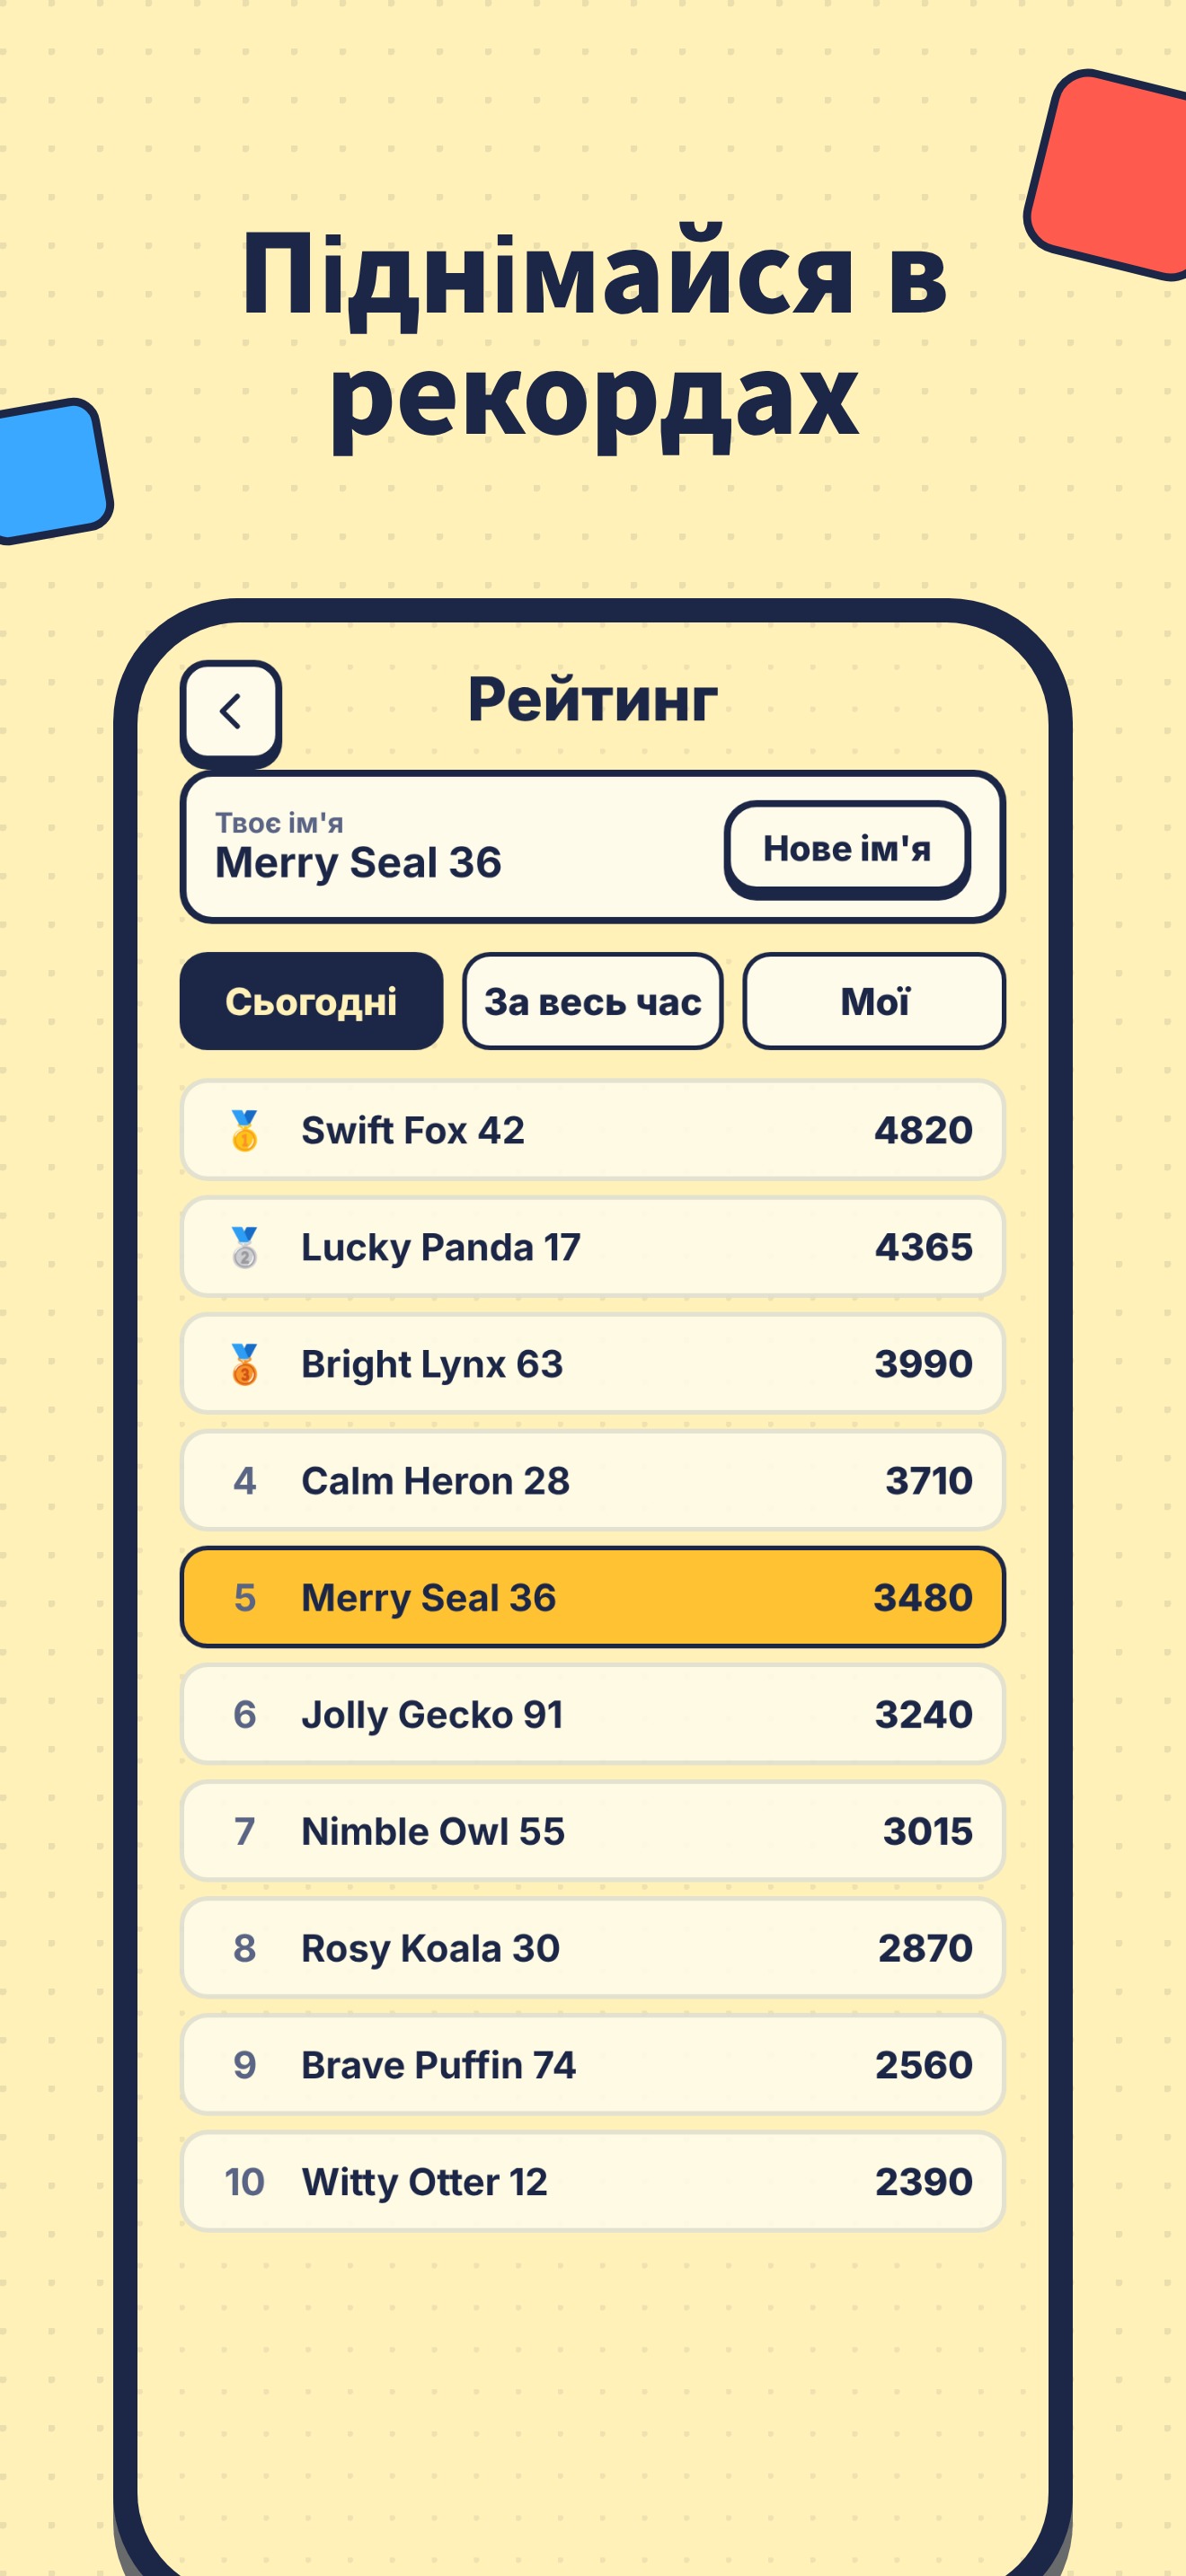 Піднімайся в
рекордах
Рейтинг
Твоє ім'я
Merry Seal 36
Нове ім'я
Сьогодні
За весь час
Мої
1 Swift Fox 42 4820
2 Lucky Panda 17 4365
3 Bright Lynx 63 3990
4 Calm Heron 28 3710
5 Merry Seal 36 3480
6 Jolly Gecko 91 3240
7 Nimble Owl 55 3015
8 Rosy Koala 30 2870
9 Brave Puffin 74 2560
10 Witty Otter 12 2390